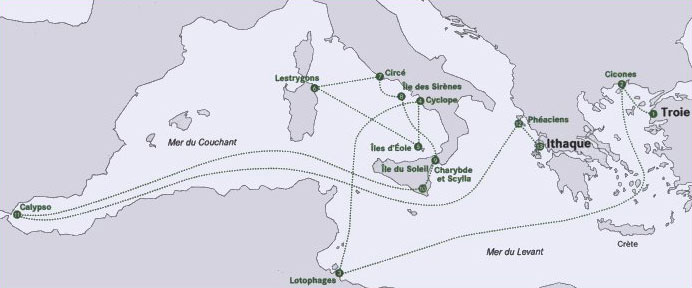 Cicones
Circé
Lestrygons
Île des Sirènes
Cyclope
Troie
Phéaciens
Mer du Couchant
Îles d'Éole
Ithaque
Île du Soleil
Charybde
et Scylla
Calypso
Crète
Mer du Levant
Lotophages